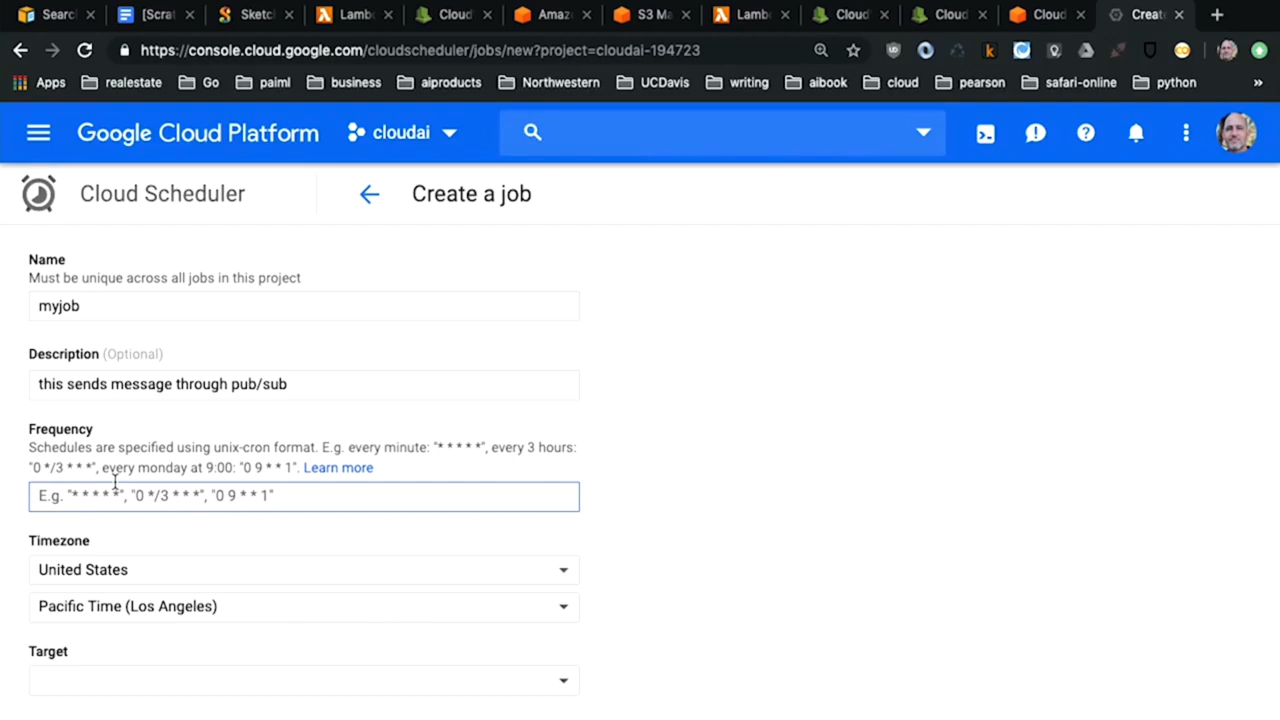 Searc
[Scrat
Sketc
Lambe
Cloud
Amaz
S3 Ma
Lambe
Cloud
Cloud
Cloud
Create
https://console.cloud.google.com/cloudscheduler/jobs/new?project=cloudai-194723
Apps realestate Go paiml business aiproducts Northwestern UCDavis writing aibook cloud pearson safari-online python »
Google Cloud Platform cloudai
Cloud Scheduler Create a job
Name
Must be unique across all jobs in this project
myjob
Description (Optional)
this sends message through pub/sub
Frequency
Schedules are specified using unix-cron format. E.g. every minute: "* * * * *", every 3 hours:
"0 */3 * * *", every monday at 9:00: "0 9 * * 1". Learn more
E.g. "* * * * *", "0 */3 * * *", "0 9 * * 1"
Timezone
United States
Pacific Time (Los Angeles)
Target